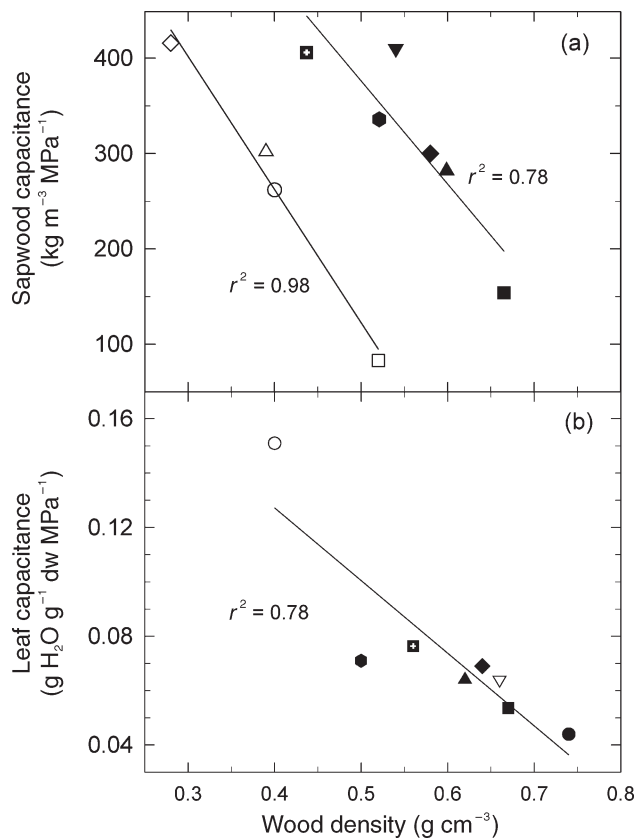 (a)
400
300
200
100
Sapwood capacitance
(kg m⁻³ MPa⁻¹)
r² = 0.78
r² = 0.98
(b)
0.16
0.12
0.08
0.04
Leaf capacitance
(g H₂O g⁻¹ dw MPa⁻¹)
r² = 0.78
0.3 0.4 0.5 0.6 0.7 0.8
Wood density (g cm⁻³)